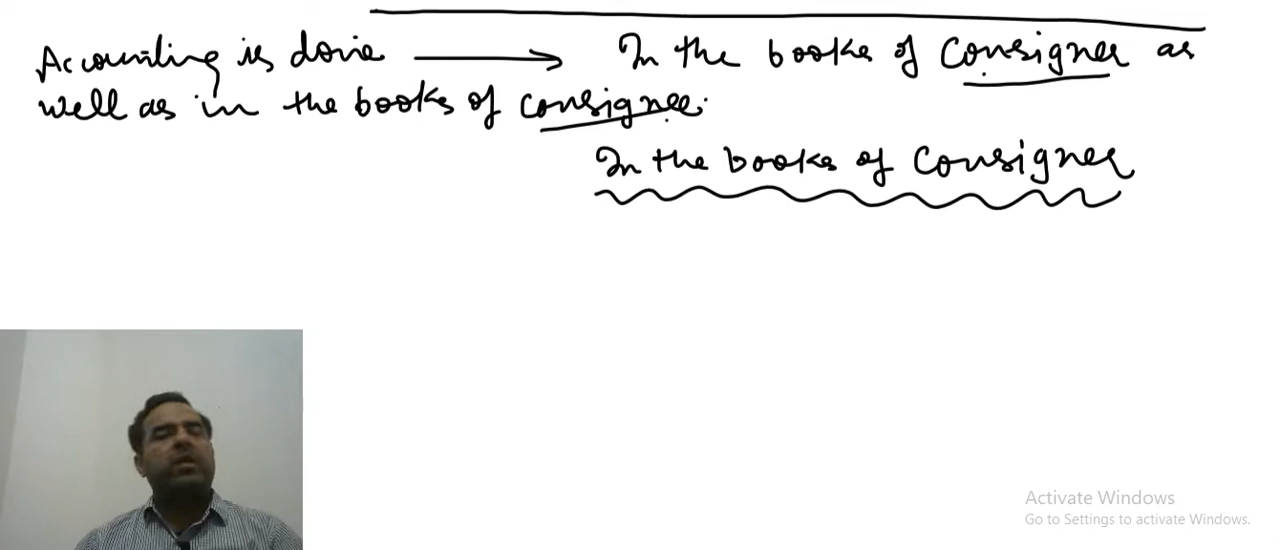 Accounting is done → In the books of Consigner as
well as in the books of consignee.
In the books of Consigner
Activate Windows
Go to Settings to activate Windows.